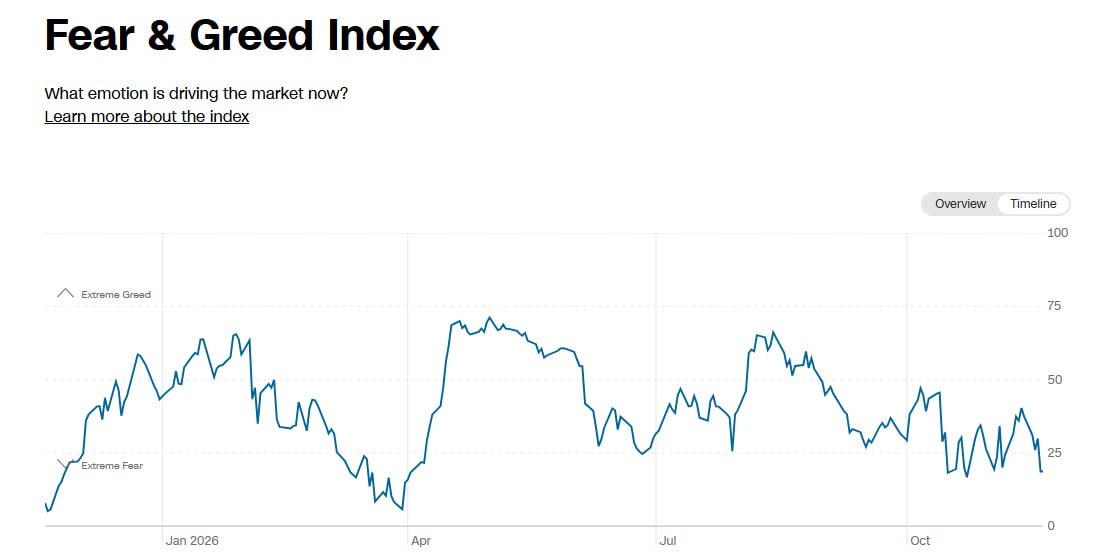 Fear & Greed Index
What emotion is driving the market now?
Learn more about the index
Overview Timeline
100
Extreme Greed
75
50
25
Extreme Fear
0
Jan 2026 Apr Jul Oct